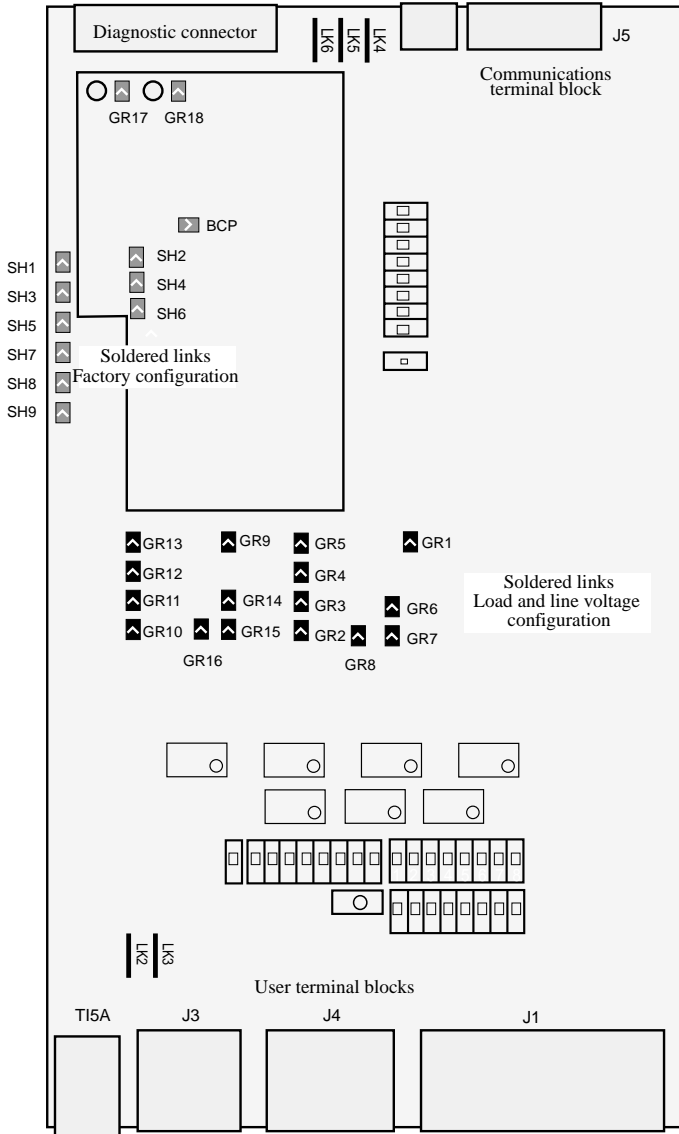 Diagnostic connector
LK6
LK5
LK4
J5
Communications
terminal block
GR17
GR18
BCP
SH1
SH2
SH3
SH4
SH5
SH6
SH7
Soldered links
Factory configuration
SH8
SH9
GR13
GR9
GR5
GR1
GR12
GR4
GR11
GR14
GR3
GR6
Soldered links
Load and line voltage
configuration
GR10
GR15
GR2
GR7
GR16
GR8
LK2
LK3
User terminal blocks
TI5A
J3
J4
J1